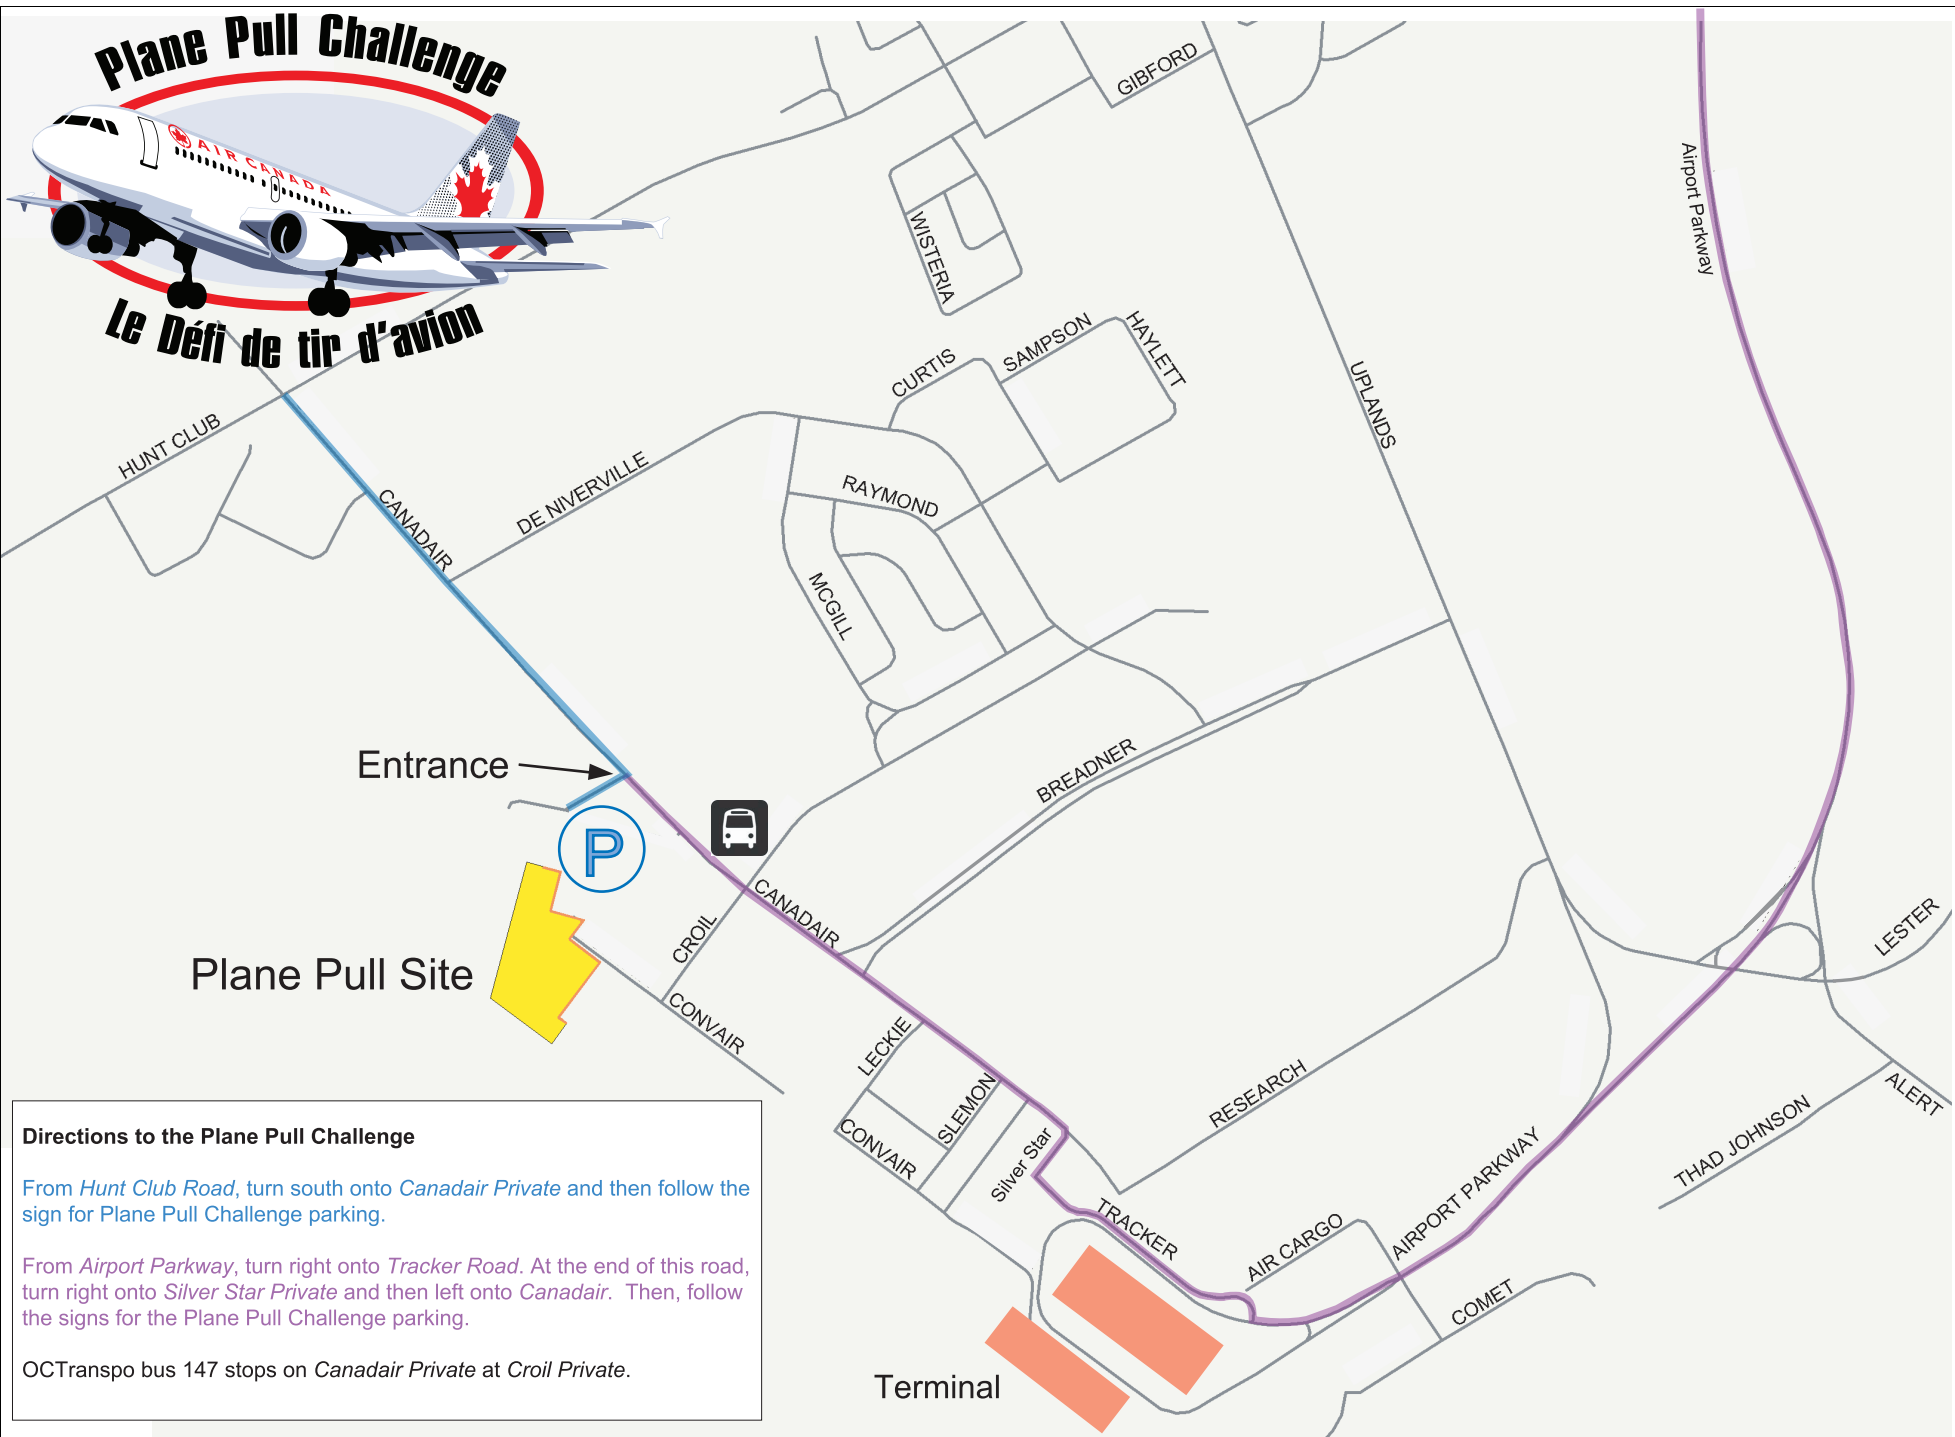 Plane Pull Challenge
AIR CANADA
Le Défi de tir d'avion
GIBFORD
Airport Parkway
WISTERIA
SAMPSON
HAYLETT
CURTIS
UPLANDS
HUNT CLUB
CANADAIR
DE NIVERVILLE
RAYMOND
MCGILL
Entrance
BREADNER
P
CANADAIR
CROIL
LESTER
Plane Pull Site
CONVAIR
LECKIE
SLEMON
RESEARCH
ALERT
THAD JOHNSON
CONVAIR
Silver Star
AIRPORT PARKWAY
TRACKER
AIR CARGO
COMET
Terminal
Directions to the Plane Pull Challenge
From Hunt Club Road, turn south onto Canadair Private and then follow the
sign for Plane Pull Challenge parking.
From Airport Parkway, turn right onto Tracker Road. At the end of this road,
turn right onto Silver Star Private and then left onto Canadair. Then, follow
the signs for the Plane Pull Challenge parking.
OCTranspo bus 147 stops on Canadair Private at Croil Private.